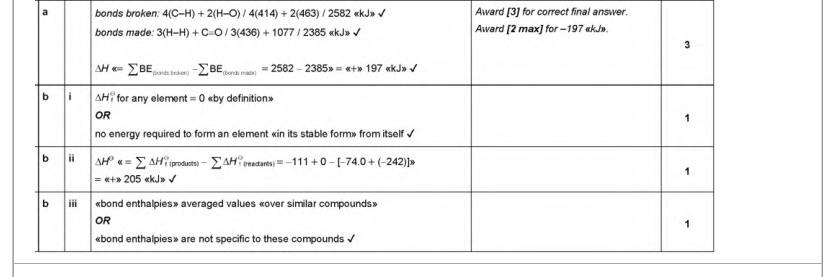 a
bonds broken: 4(C–H) + 2(H–O) / 4(414) + 2(463) / 2582 «kJ» ✓
Award [3] for correct final answer.
bonds made: 3(H–H) + C≡O / 3(436) + 1077 / 2385 «kJ» ✓
Award [2 max] for –197 «kJ».
3
ΔH «= ∑BE(bonds broken) –∑BE(bonds made) = 2582 – 2385» = «+» 197 «kJ» ✓
b i
ΔHf⦵ for any element = 0 «by definition»
OR
1
no energy required to form an element «in its stable form» from itself ✓
b ii
ΔH⦵ « = ∑ ΔHf⦵(products) – ∑ ΔHf⦵(reactants) = –111 + 0 – [–74.0 + (–242)]»
= «+» 205 «kJ» ✓
1
b iii
«bond enthalpies» averaged values «over similar compounds»
OR
1
«bond enthalpies» are not specific to these compounds ✓